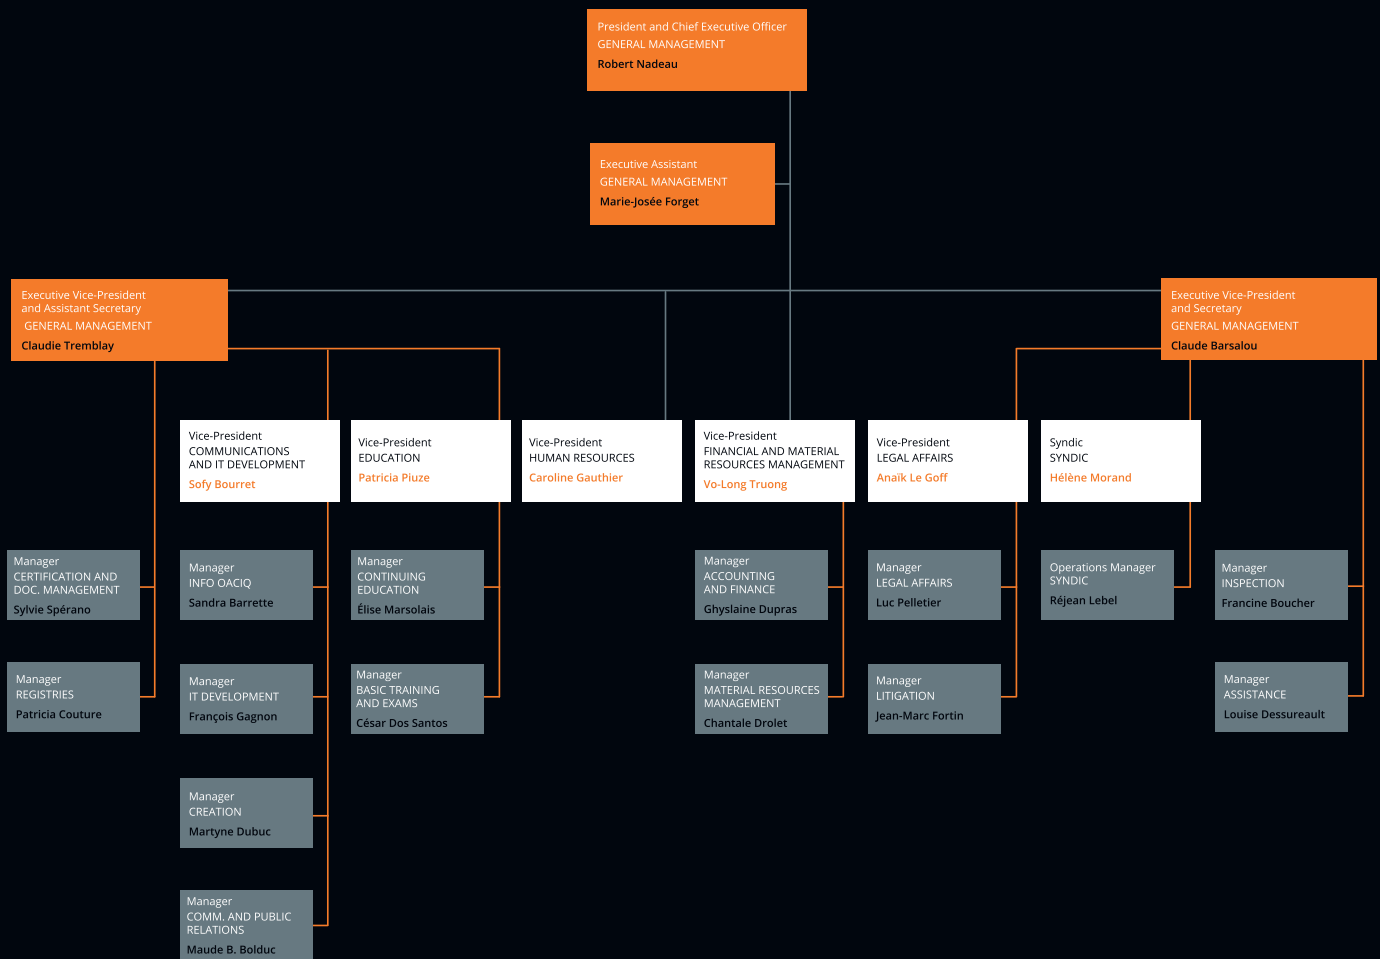 President and Chief Executive Officer
GENERAL MANAGEMENT
Robert Nadeau
Executive Assistant
GENERAL MANAGEMENT
Marie-Josée Forget
Executive Vice-President
and Assistant Secretary
GENERAL MANAGEMENT
Claudie Tremblay
Executive Vice-President
and Secretary
GENERAL MANAGEMENT
Claude Barsalou
Vice-President
COMMUNICATIONS
AND IT DEVELOPMENT
Sofy Bourret
Vice-President
EDUCATION
Patricia Piuze
Vice-President
HUMAN RESOURCES
Caroline Gauthier
Vice-President
FINANCIAL AND MATERIAL
RESOURCES MANAGEMENT
Vo-Long Truong
Vice-President
LEGAL AFFAIRS
Anaïk Le Goff
Syndic
SYNDIC
Hélène Morand
Manager
CERTIFICATION AND
DOC. MANAGEMENT
Sylvie Spérano
Manager
INFO OACIQ
Sandra Barrette
Manager
CONTINUING
EDUCATION
Élise Marsolais
Manager
ACCOUNTING
AND FINANCE
Ghyslaine Dupras
Manager
LEGAL AFFAIRS
Luc Pelletier
Operations Manager
SYNDIC
Réjean Lebel
Manager
INSPECTION
Francine Boucher
Manager
REGISTRIES
Patricia Couture
Manager
IT DEVELOPMENT
François Gagnon
Manager
BASIC TRAINING
AND EXAMS
César Dos Santos
Manager
MATERIAL RESOURCES
MANAGEMENT
Chantale Drolet
Manager
LITIGATION
Jean-Marc Fortin
Manager
ASSISTANCE
Louise Dessureault
Manager
CREATION
Martyne Dubuc
Manager
COMM. AND PUBLIC
RELATIONS
Maude B. Bolduc